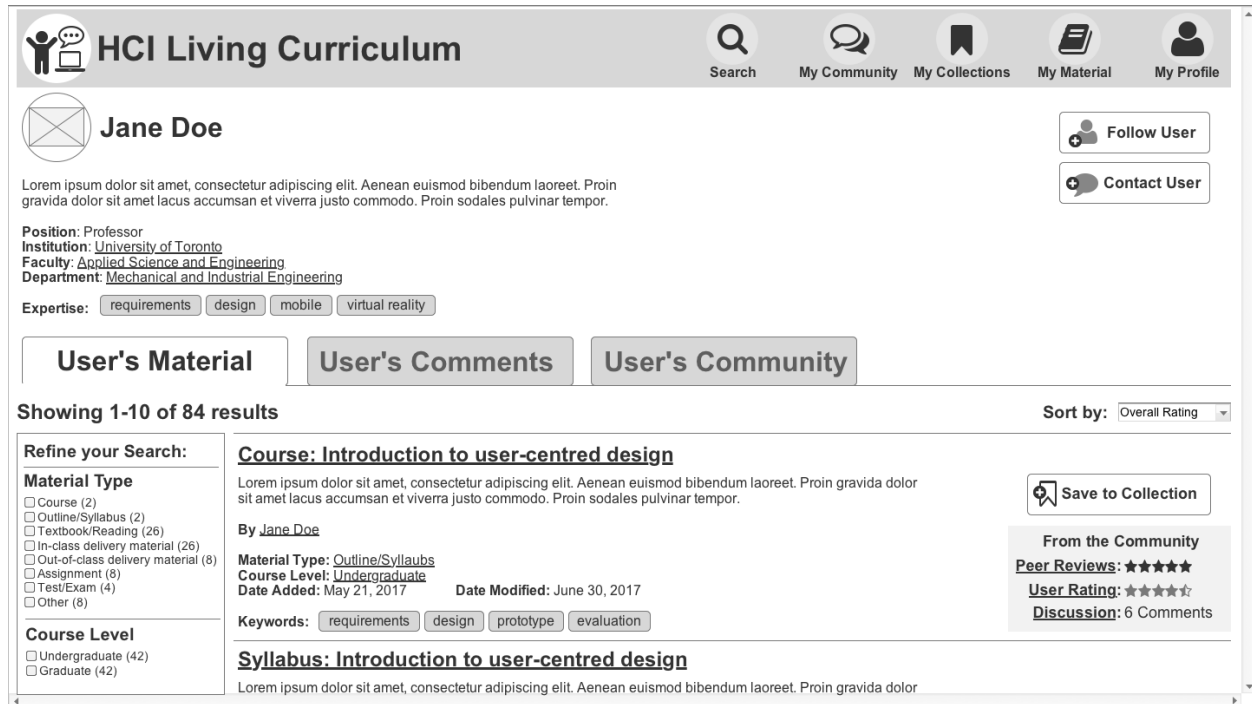 HCI Living Curriculum
Search
My Community
My Collections
My Material
My Profile
Jane Doe
Follow User
Contact User
Lorem ipsum dolor sit amet, consectetur adipiscing elit. Aenean euismod bibendum laoreet. Proin
gravida dolor sit amet lacus accumsan et viverra justo commodo. Proin sodales pulvinar tempor.
Position: Professor
Institution: University of Toronto
Faculty: Applied Science and Engineering
Department: Mechanical and Industrial Engineering
Expertise: requirements design mobile virtual reality
User's Material
User's Comments
User's Community
Showing 1-10 of 84 results
Sort by: Overall Rating
Refine your Search:
Material Type
Course (2)
Outline/Syllabus (2)
Textbook/Reading (26)
In-class delivery material (26)
Out-of-class delivery material (8)
Assignment (8)
Test/Exam (4)
Other (8)
Course Level
Undergraduate (42)
Graduate (42)
Course: Introduction to user-centred design
Lorem ipsum dolor sit amet, consectetur adipiscing elit. Aenean euismod bibendum laoreet. Proin gravida dolor
sit amet lacus accumsan et viverra justo commodo. Proin sodales pulvinar tempor.
By Jane Doe
Material Type: Outline/Syllaubs
Course Level: Undergraduate
Date Added: May 21, 2017 Date Modified: June 30, 2017
Keywords: requirements design prototype evaluation
Save to Collection
From the Community
Peer Reviews: ★★★★★
User Rating:
Discussion: 6 Comments
Syllabus: Introduction to user-centred design
Lorem ipsum dolor sit amet, consectetur adipiscing elit. Aenean euismod bibendum laoreet. Proin gravida dolor